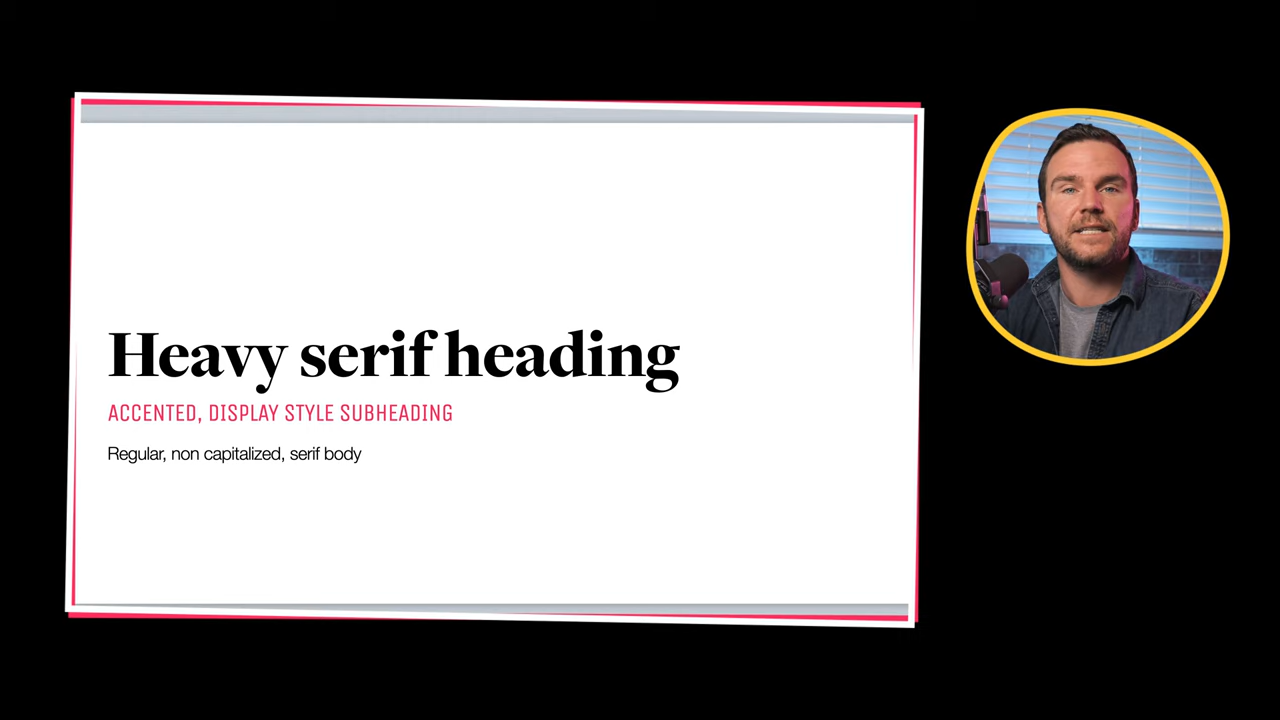 Heavy serif heading
ACCENTED, DISPLAY STYLE SUBHEADING
Regular, non capitalized, serif body